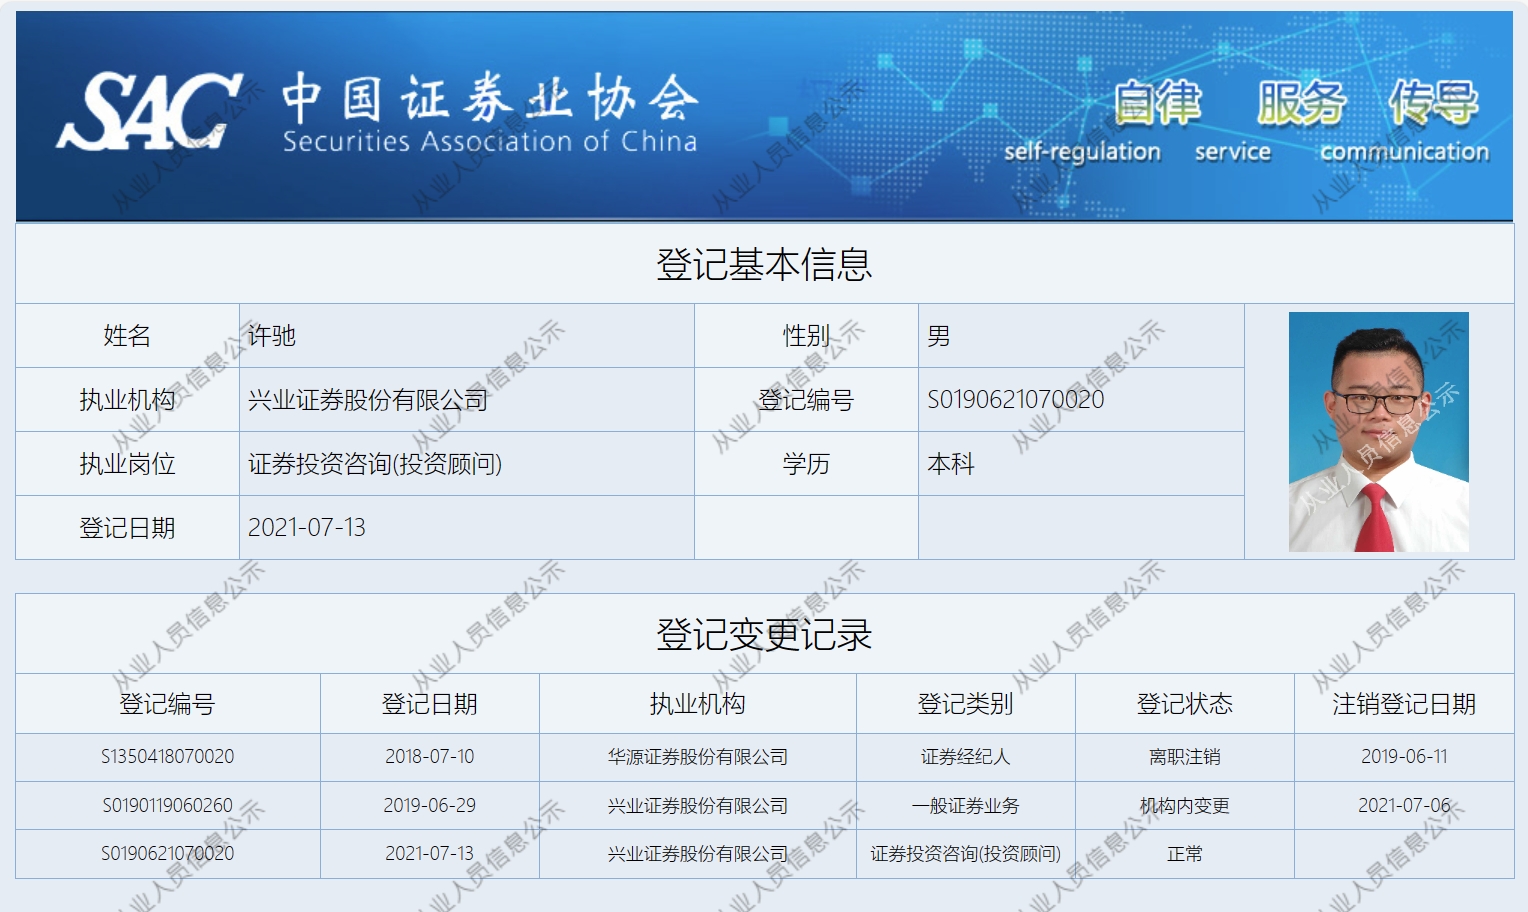 SAC 中国证券业协会
Securities Association of China
自律 服务 传导
self-regulation service communication
登记基本信息
姓名 许驰 性别 男
执业机构 兴业证券股份有限公司 登记编号 S0190621070020
执业岗位 证券投资咨询(投资顾问) 学历 本科
登记日期 2021-07-13
登记变更记录
登记编号 登记日期 执业机构 登记类别 登记状态 注销登记日期
S1350418070020 2018-07-10 华源证券股份有限公司 证券经纪人 离职注销 2019-06-11
S0190119060260 2019-06-29 兴业证券股份有限公司 一般证券业务 机构内变更 2021-07-06
S0190621070020 2021-07-13 兴业证券股份有限公司 证券投资咨询(投资顾问) 正常
从业人员信息公示